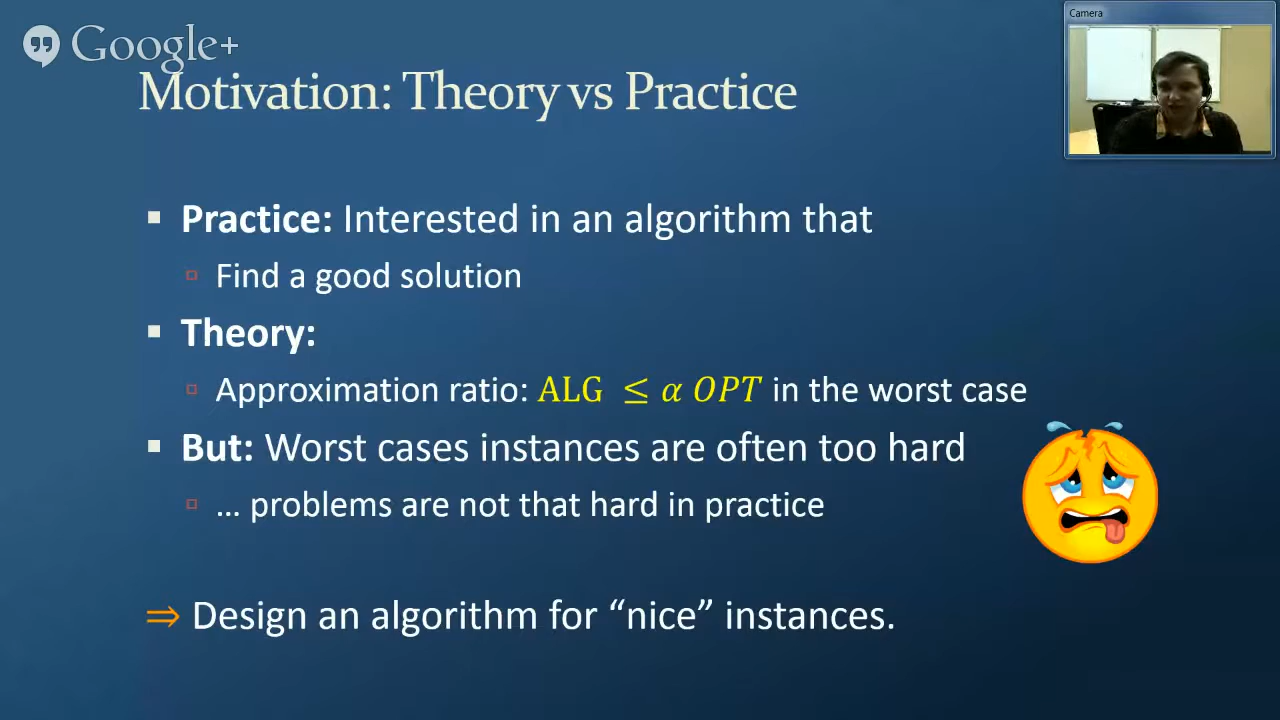 Google+
Camera
Motivation: Theory vs Practice
▪ Practice: Interested in an algorithm that
▫ Find a good solution
▪ Theory:
▫ Approximation ratio: ALG ≤ α OPT in the worst case
▪ But: Worst cases instances are often too hard
▫ … problems are not that hard in practice
⇒ Design an algorithm for “nice” instances.